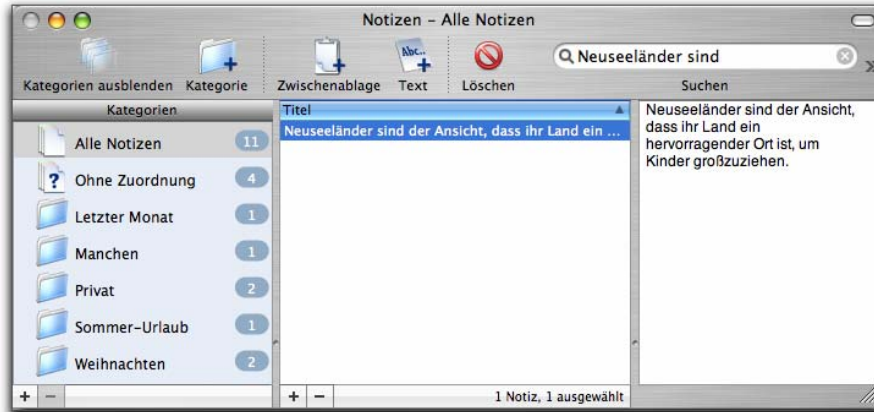 Notizen – Alle Notizen
Abc..
Neuseeländer sind
Kategorien ausblenden Kategorie Zwischenablage Text Löschen Suchen
Kategorien
Alle Notizen 11
? Ohne Zuordnung 4
Letzter Monat 1
Manchen 1
Privat 2
Sommer-Urlaub 1
Weihnachten 2
Titel
Neuseeländer sind der Ansicht, dass ihr Land ein ...
1 Notiz, 1 ausgewählt
Neuseeländer sind der Ansicht,
dass ihr Land ein
hervorragender Ort ist, um
Kinder großzuziehen.